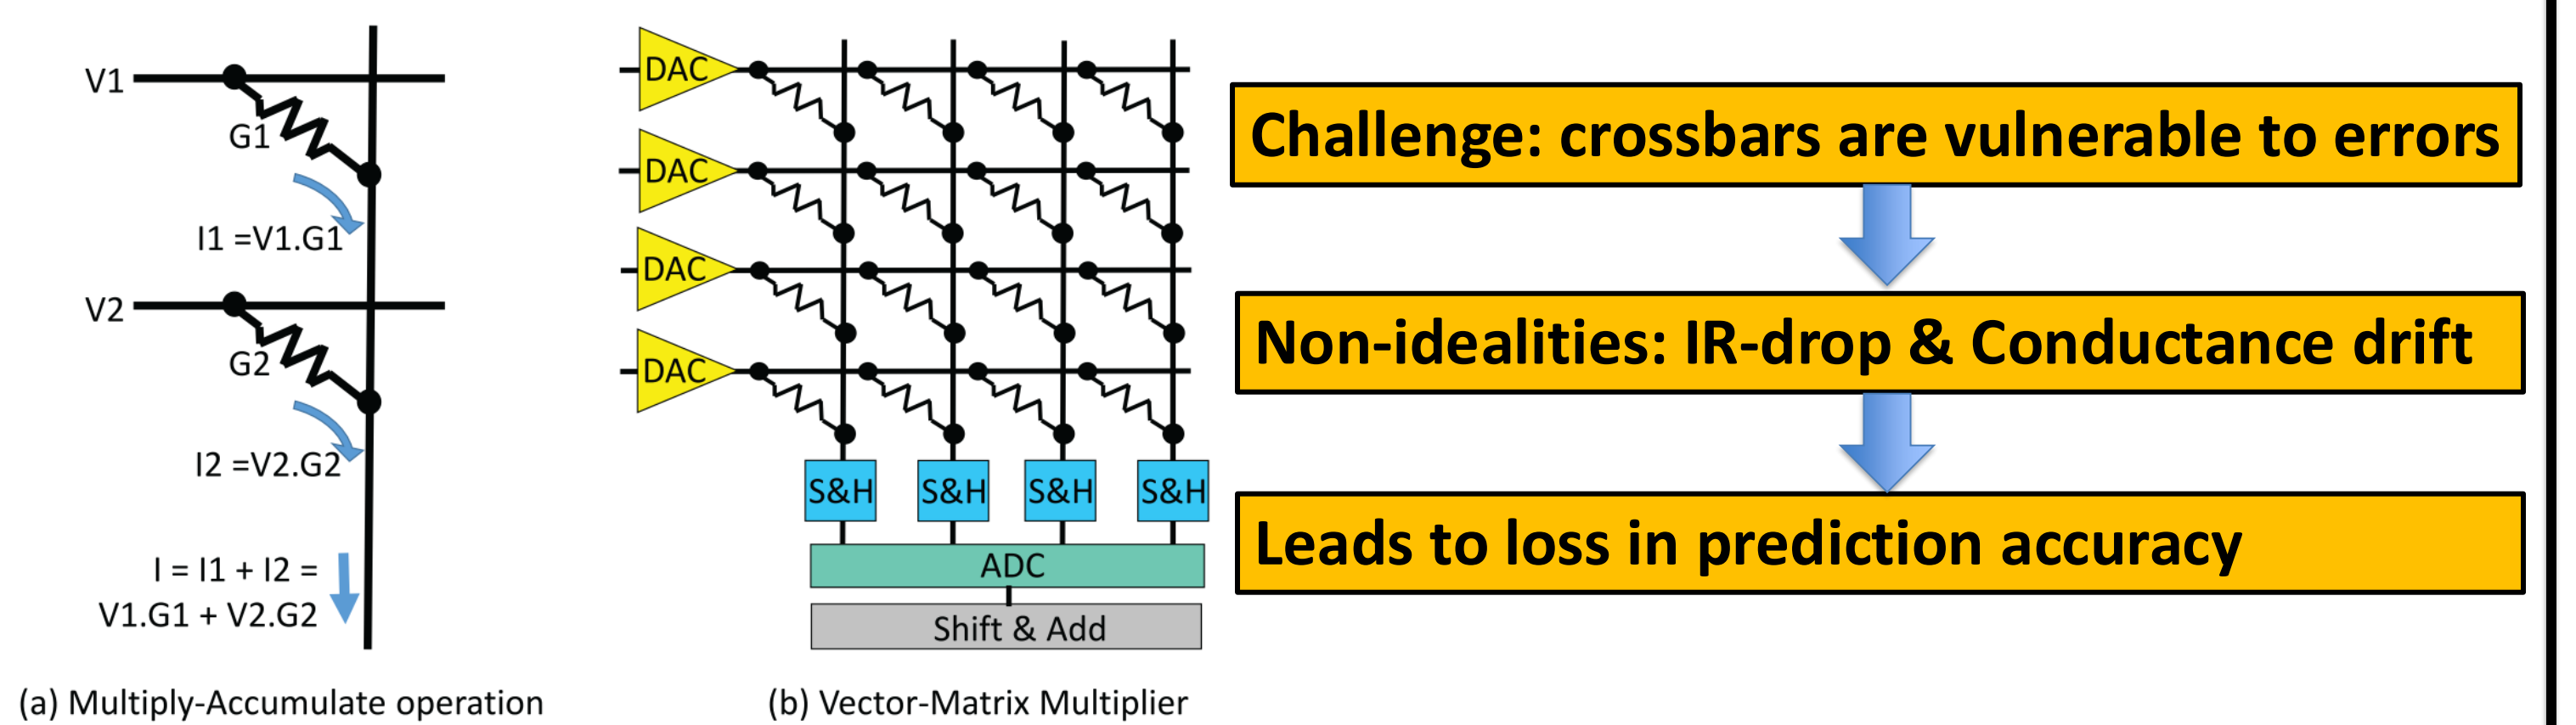 V1
G1
I1 =V1.G1
V2
G2
I2 =V2.G2
I = I1 + I2 =
V1.G1 + V2.G2
(a) Multiply-Accumulate operation
DAC
DAC
DAC
DAC
S&H S&H S&H S&H
ADC
Shift & Add
(b) Vector-Matrix Multiplier
Challenge: crossbars are vulnerable to errors
Non-idealities: IR-drop & Conductance drift
Leads to loss in prediction accuracy